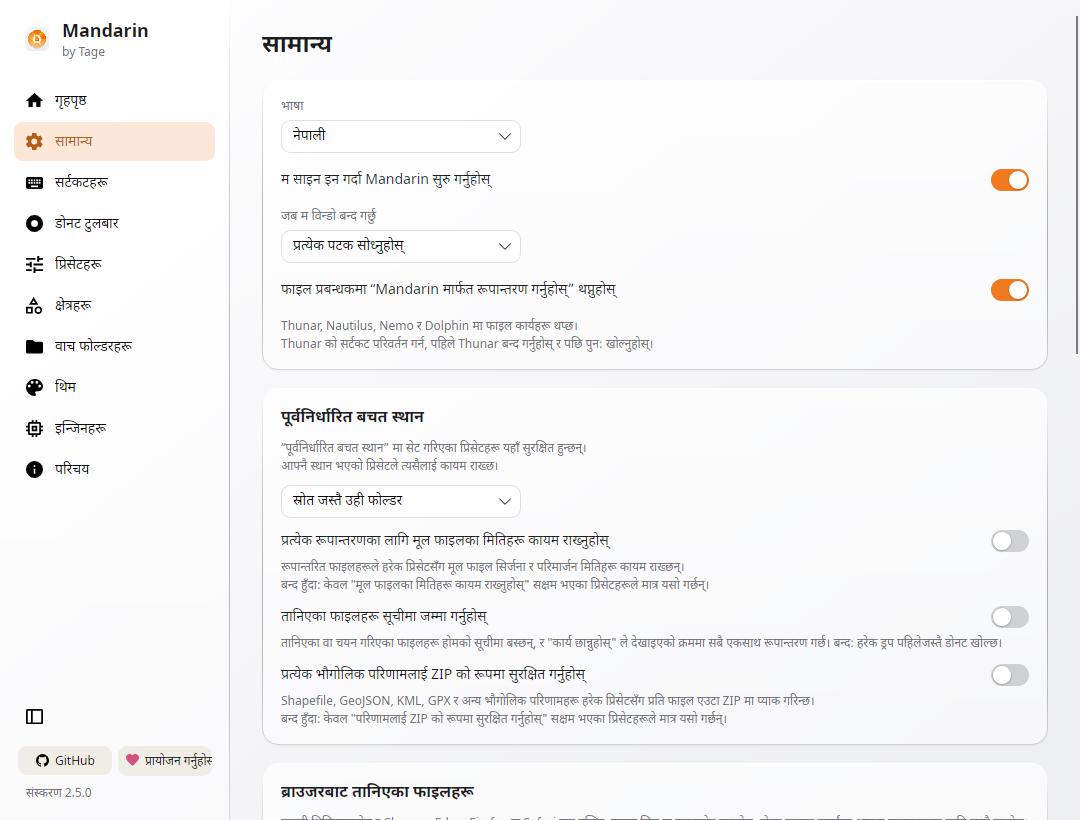 Mandarin
by Tage
गृहपृष्ठ
सामान्य
सर्टकटहरू
डोनट टुलबार
प्रिसेटहरू
क्षेत्रहरू
वाच फोल्डरहरू
थिम
इन्जिनहरू
परिचय
GitHub
प्रायोजन गर्नुहोस्
संस्करण 2.5.0
सामान्य
भाषा
नेपाली
म साइन इन गर्दा Mandarin सुरु गर्नुहोस्
जब म विन्डो बन्द गर्छु
प्रत्येक पटक सोध्नुहोस्
फाइल प्रबन्धकमा “Mandarin मार्फत रूपान्तरण गर्नुहोस्” थप्नुहोस्
Thunar, Nautilus, Nemo र Dolphin मा फाइल कार्यहरू थप्छ।
Thunar को सर्टकट परिवर्तन गर्न, पहिले Thunar बन्द गर्नुहोस् र पछि पुन: खोल्नुहोस्।
पूर्वनिर्धारित बचत स्थान
“पूर्वनिर्धारित बचत स्थान” मा सेट गरिएका प्रिसेटहरू यहाँ सुरक्षित हुन्छन्।
आफ्नै स्थान भएको प्रिसेटले त्यसैलाई कायम राख्छ।
स्रोत जस्तै उही फोल्डर
प्रत्येक रूपान्तरणका लागि मूल फाइलका मितिहरू कायम राख्नुहोस्
रूपान्तरित फाइलहरूले हरेक प्रिसेटसँग मूल फाइल सिर्जना र परिमार्जन मितिहरू कायम राख्छन्।
बन्द हुँदा: केवल "मूल फाइलका मितिहरू कायम राख्नुहोस्" सक्षम भएका प्रिसेटहरूले मात्र यसो गर्छन्।
तानिएका फाइलहरू सूचीमा जम्मा गर्नुहोस्
तानिएका वा चयन गरिएका फाइलहरू होमको सूचीमा बस्छन्, र "कार्य छान्नुहोस्" ले देखाइएको क्रममा सबै एकसाथ रूपान्तरण गर्छ। बन्द: हरेक ड्रप पहिलेजस्तै डोनट खोल्छ।
प्रत्येक भौगोलिक परिणामलाई ZIP को रूपमा सुरक्षित गर्नुहोस्
Shapefile, GeoJSON, KML, GPX र अन्य भौगोलिक परिणामहरू हरेक प्रिसेटसँग प्रति फाइल एउटा ZIP मा प्याक गरिन्छ।
बन्द हुँदा: केवल "परिणामलाई ZIP को रूपमा सुरक्षित गर्नुहोस्" सक्षम भएका प्रिसेटहरूले मात्र यसो गर्छन्।
ब्राउजरबाट तानिएका फाइलहरू